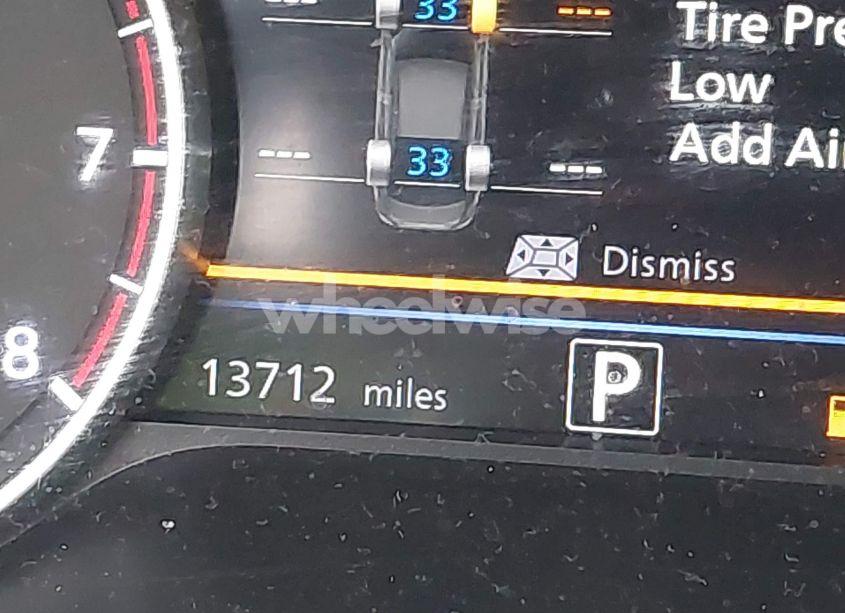 --- 33 ---
Tire Pre
Low
Add Ai
7
--- 33 ---
Dismiss
wheelwise
8
13712 miles
P